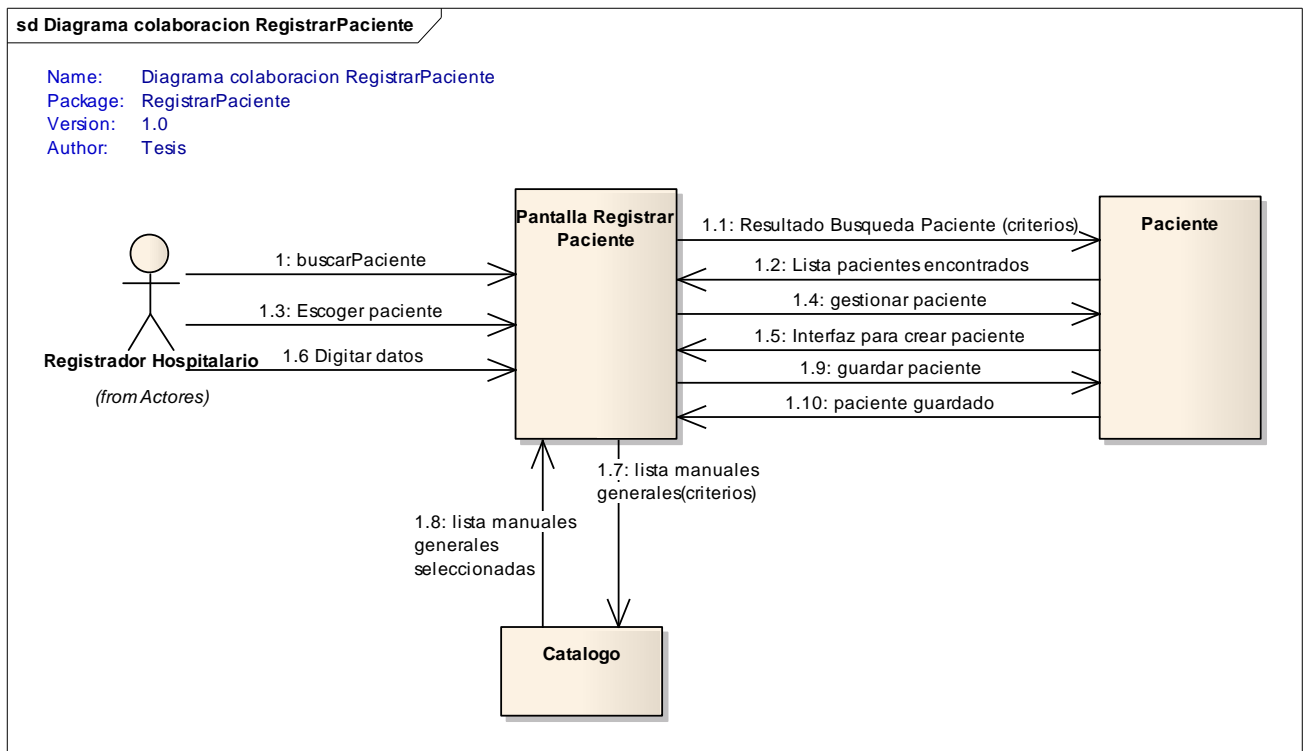 sd Diagrama colaboracion RegistrarPaciente
Name: Diagrama colaboracion RegistrarPaciente
Package: RegistrarPaciente
Version: 1.0
Author: Tesis
Registrador Hospitalario
(from Actores)
1: buscarPaciente
1.3: Escoger paciente
1.6 Digitar datos
Pantalla Registrar
Paciente
1.1: Resultado Busqueda Paciente (criterios)
1.2: Lista pacientes encontrados
1.4: gestionar paciente
1.5: Interfaz para crear paciente
1.9: guardar paciente
1.10: paciente guardado
Paciente
1.7: lista manuales
generales(criterios)
1.8: lista manuales
generales
seleccionadas
Catalogo